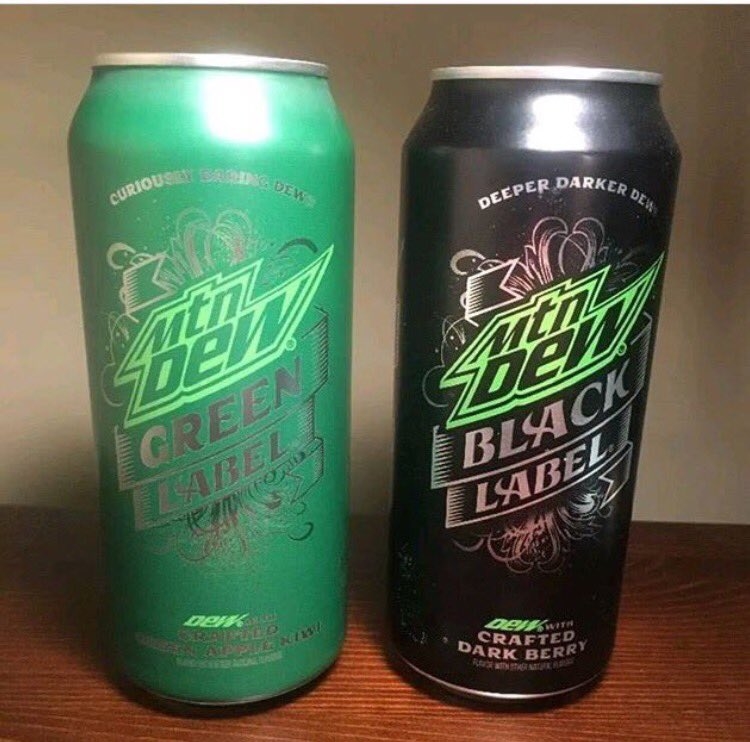 CURIOUSLY DARING DEW
mtn
Dew
GREEN
LABEL
Dew WITH
CRAFTED
GREEN APPLE KIWI
DEEPER DARKER DEW
mtn
Dew
BLACK
LABEL
Dew WITH
CRAFTED
DARK BERRY
FLAVOR WITH OTHER NATURAL FLAVORS